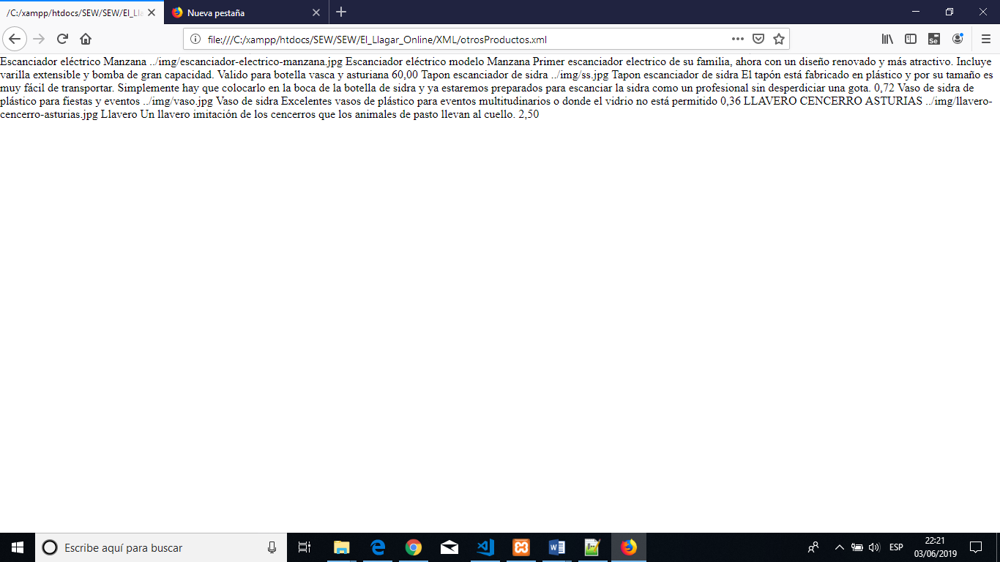 /C:/xampp/htdocs/SEW/SEW/El_Lla
Nueva pestaña
file:///C:/xampp/htdocs/SEW/SEW/El_Llagar_Online/XML/otrosProductos.xml
Se
Escanciador eléctrico Manzana ../img/escanciador-electrico-manzana.jpg Escanciador eléctrico modelo Manzana Primer escanciador electrico de su familia, ahora con un diseño renovado y más atractivo. Incluye
varilla extensible y bomba de gran capacidad. Valido para botella vasca y asturiana 60,00 Tapon escanciador de sidra ../img/ss.jpg Tapon escanciador de sidra El tapón está fabricado en plástico y por su tamaño es
muy fácil de transportar. Simplemente hay que colocarlo en la boca de la botella de sidra y ya estaremos preparados para escanciar la sidra como un profesional sin desperdiciar una gota. 0,72 Vaso de sidra de
plástico para fiestas y eventos ../img/vaso.jpg Vaso de sidra Excelentes vasos de plástico para eventos multitudinarios o donde el vidrio no está permitido 0,36 LLAVERO CENCERRO ASTURIAS ../img/llavero-
cencerro-asturias.jpg Llavero Un llavero imitación de los cencerros que los animales de pasto llevan al cuello. 2,50
Escribe aquí para buscar
ESP
22:21
03/06/2019